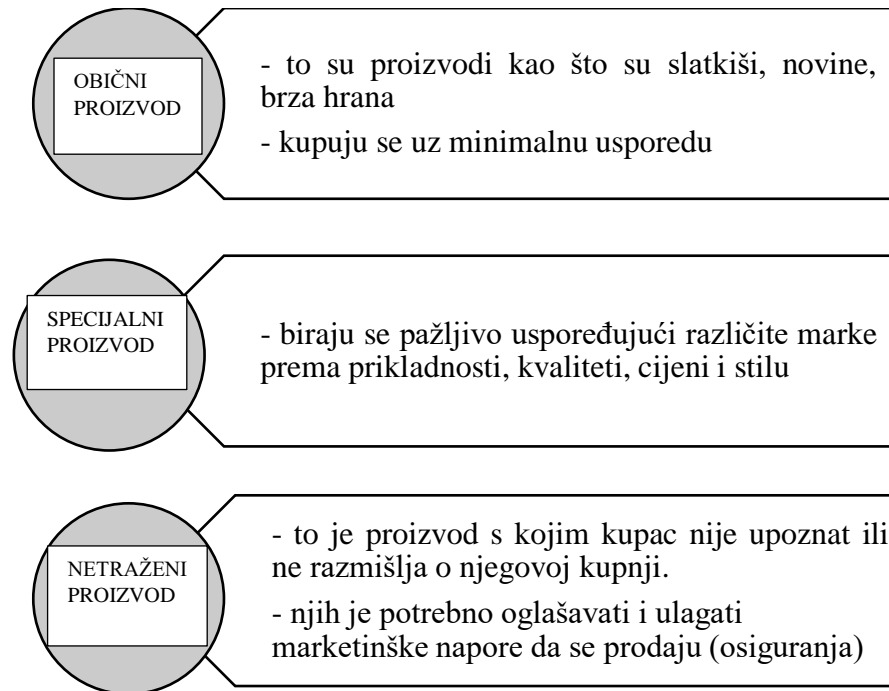 OBIČNI
PROIZVOD
- to su proizvodi kao što su slatkiši, novine,
brza hrana
- kupuju se uz minimalnu usporedu
SPECIJALNI
PROIZVOD
- biraju se pažljivo uspoređujući različite marke
prema prikladnosti, kvaliteti, cijeni i stilu
NETRAŽENI
PROIZVOD
- to je proizvod s kojim kupac nije upoznat ili
ne razmišlja o njegovoj kupnji.
- njih je potrebno oglašavati i ulagati
marketinške napore da se prodaju (osiguranja)